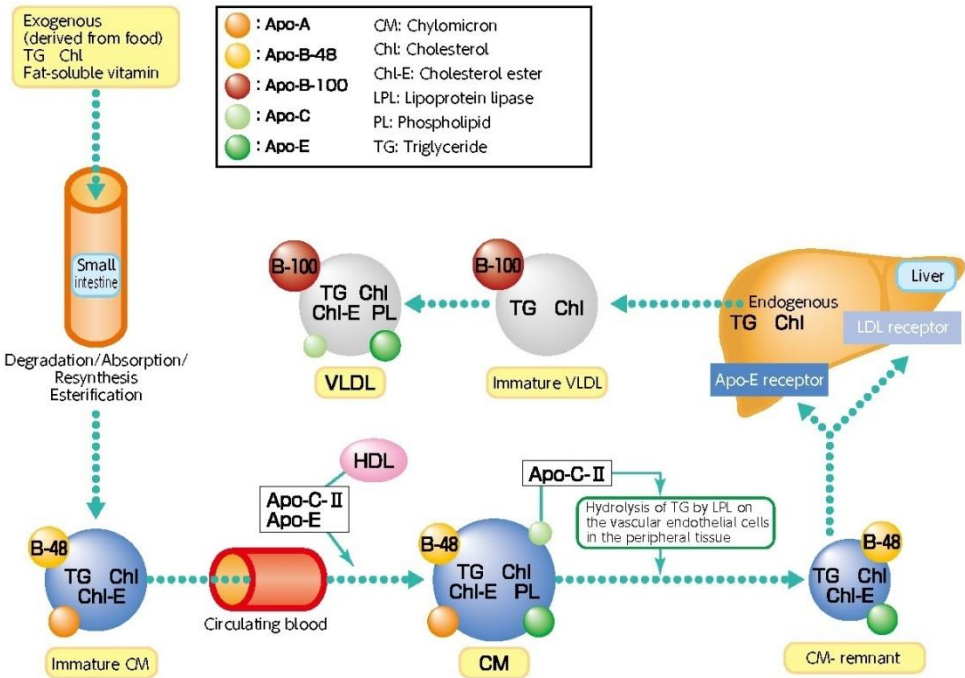 Exogenous
(derived from food)
TG Chl
Fat-soluble vitamin
: Apo-A
: Apo-B-48
: Apo-B-100
: Apo-C
: Apo-E
CM: Chylomicron
Chl: Cholesterol
Chl-E: Cholesterol ester
LPL: Lipoprotein lipase
PL: Phospholipid
TG: Triglyceride
Small
intestine
Degradation/Absorption/
Resynthesis
Esterification
B-100
TG Chl
Chl-E PL
VLDL
B-100
TG Chl
Immature VLDL
Liver
Endogenous
TG Chl
LDL receptor
Apo-E receptor
HDL
Apo-C-II
Apo-E
Apo-C-II
Hydrolysis of TG by LPL on
the vascular endothelial cells
in the peripheral tissue
B-48
TG Chl
Chl-E
Immature CM
Circulating blood
B-48
TG Chl
Chl-E PL
CM
B-48
TG Chl
Chl-E
CM- remnant